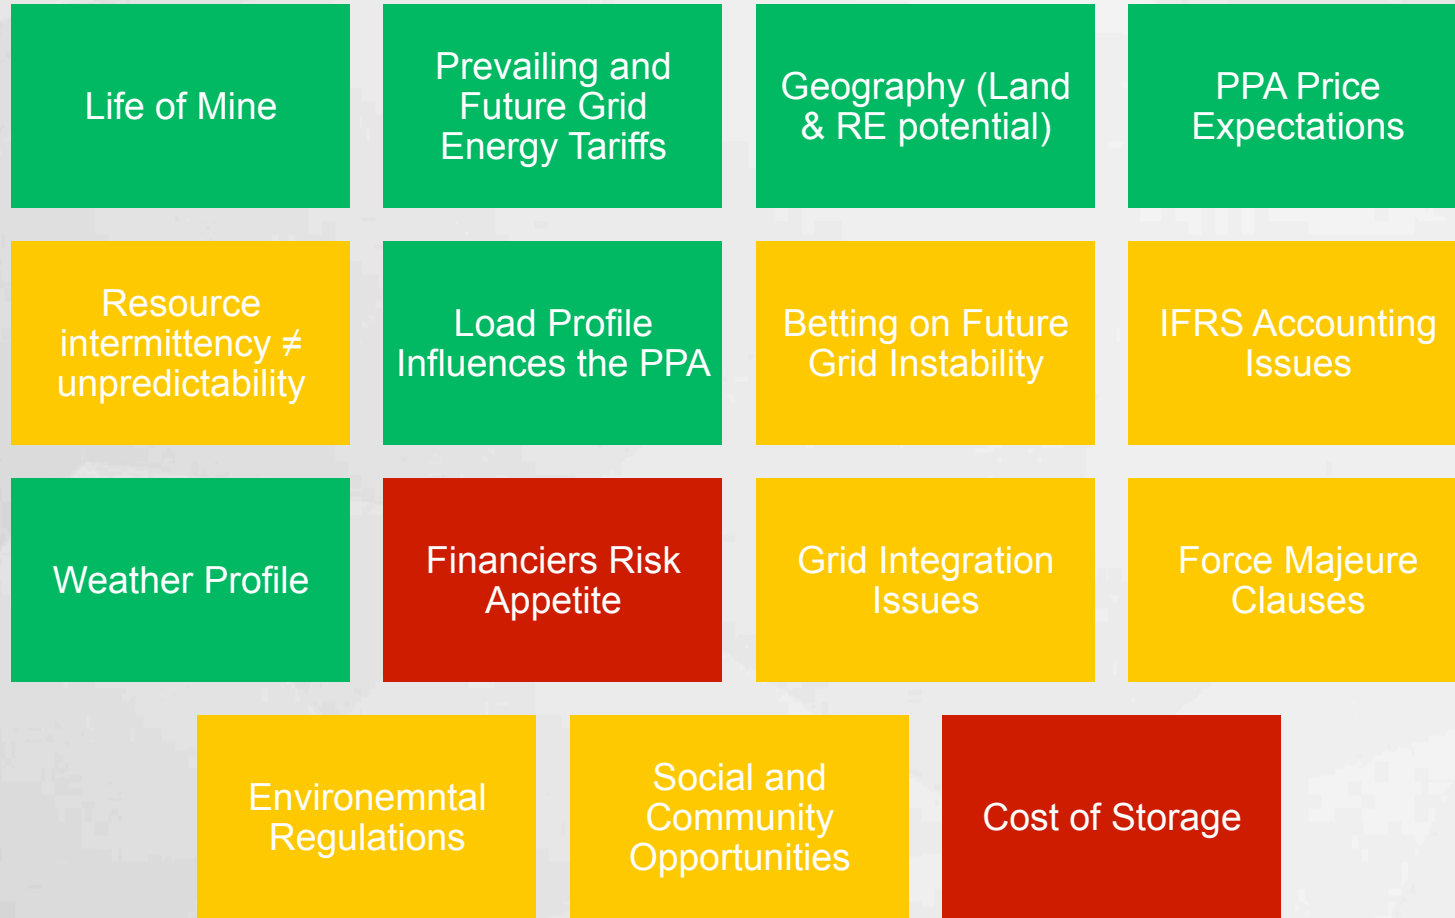 Life of Mine
Prevailing and
Future Grid
Energy Tariffs
Geography (Land
& RE potential)
PPA Price
Expectations
Resource
intermittency ≠
unpredictability
Load Profile
Influences the PPA
Betting on Future
Grid Instability
IFRS Accounting
Issues
Weather Profile
Financiers Risk
Appetite
Grid Integration
Issues
Force Majeure
Clauses
Environemntal
Regulations
Social and
Community
Opportunities
Cost of Storage